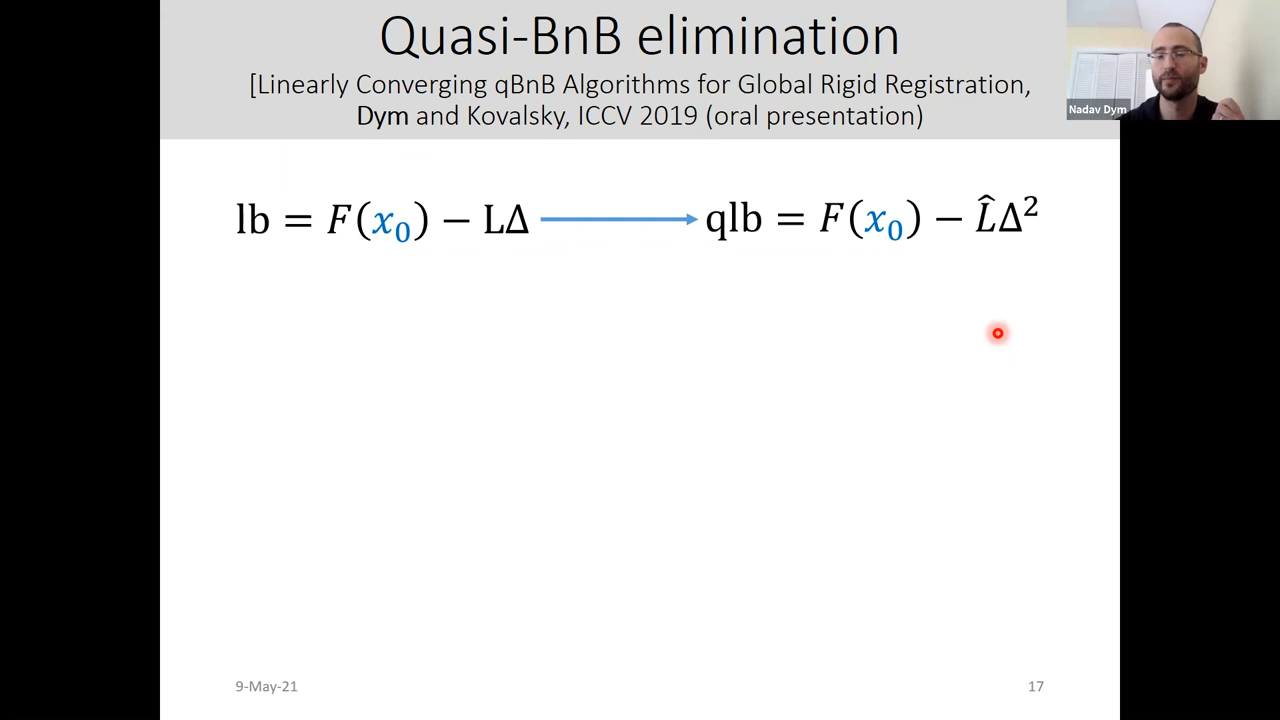 Quasi-BnB elimination
[Linearly Converging qBnB Algorithms for Global Rigid Registration,
Dym and Kovalsky, ICCV 2019 (oral presentation)
Nadav Dym
lb = F(x₀) − LΔ → qlb = F(x₀) − L̂Δ²
9-May-21
17